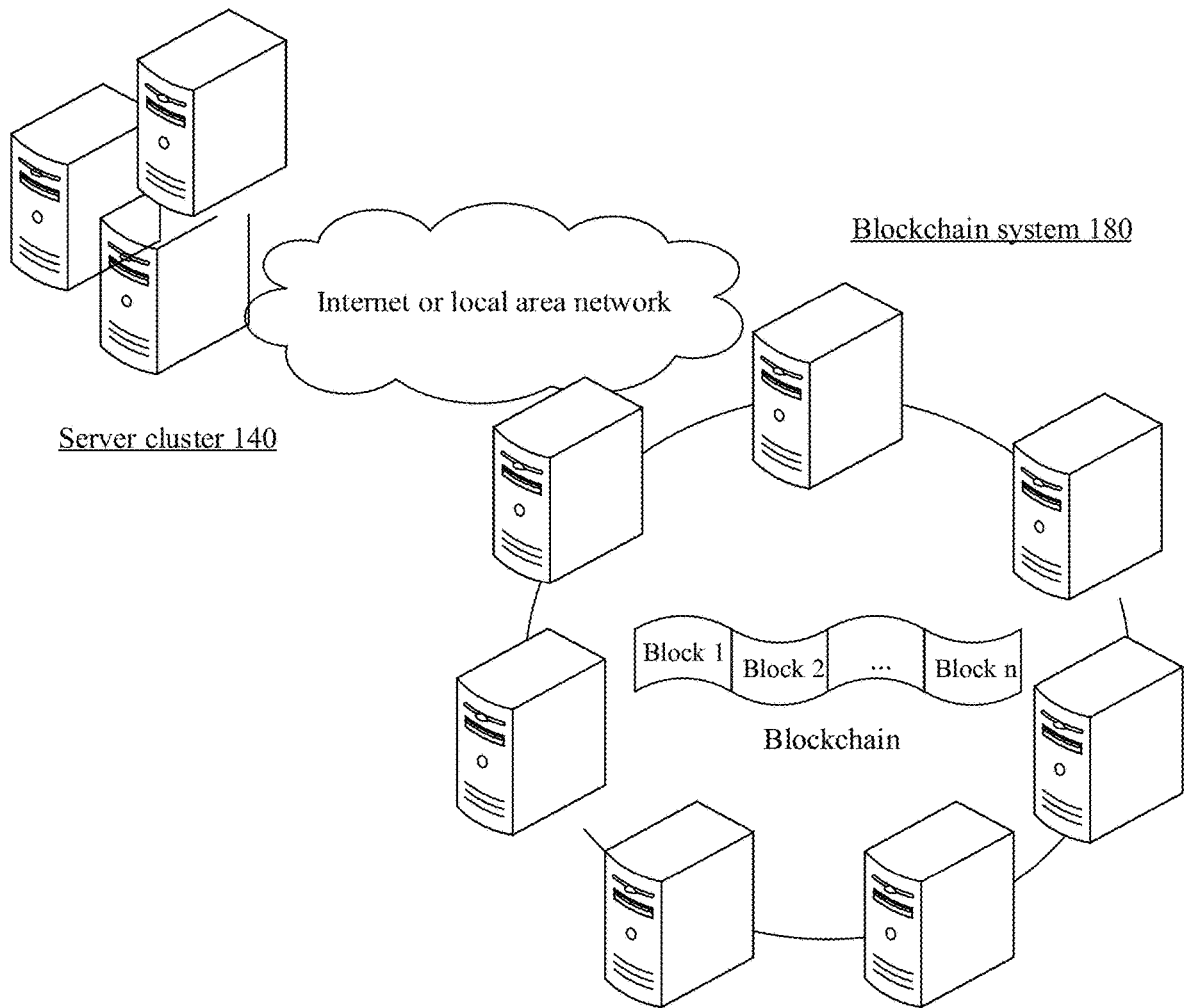 Internet or local area network
Blockchain system 180
Server cluster 140
Block 1
Block 2
...
Block n
Blockchain